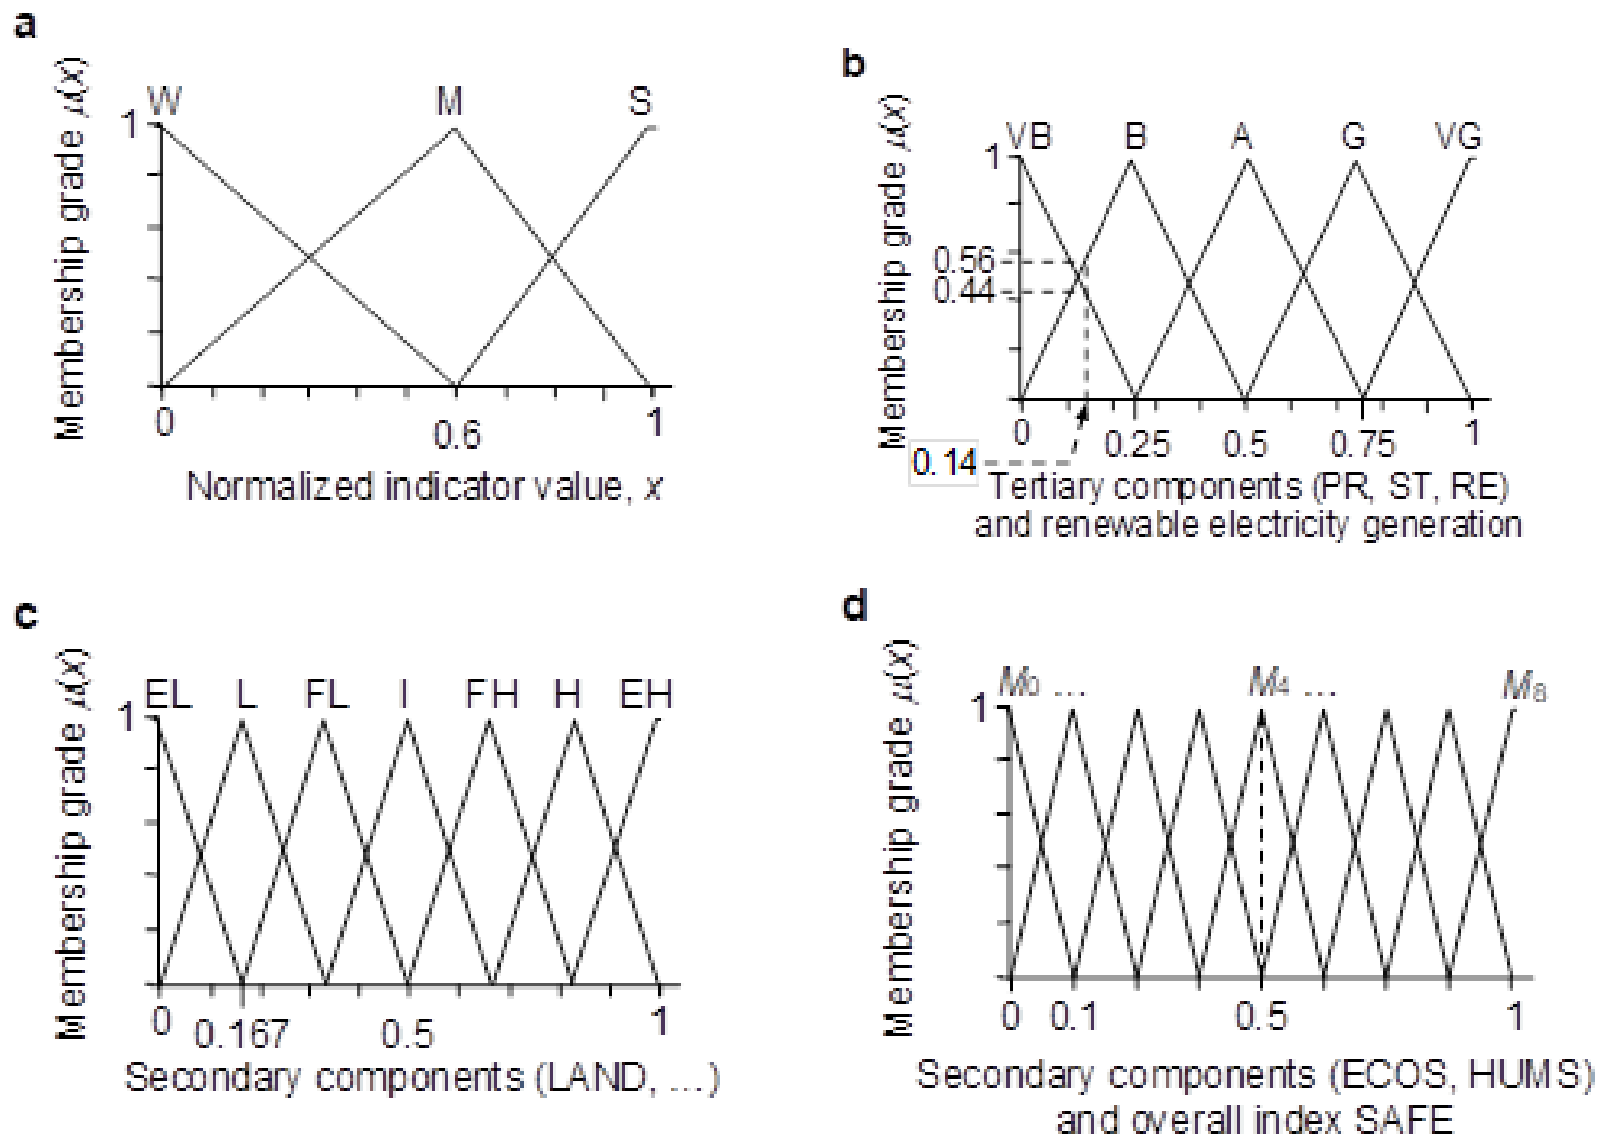 a
Membership grade μ(x)
W M S
1
0 0.6 1
Normalized indicator value, x
b
Membership grade μ(x)
VB B A G VG
1
0.56
0.44
0 0.25 0.5 0.75 1
0.14
Tertiary components (PR, ST, RE)
and renewable electricity generation
c
Membership grade μ(x)
EL L FL I FH H EH
1
0 0.167 0.5 1
Secondary components (LAND, ...)
d
Membership grade μ(x)
M0 ... M4 ... M8
1
0 0.1 0.5 1
Secondary components (ECOS, HUMS)
and overall index SAFE